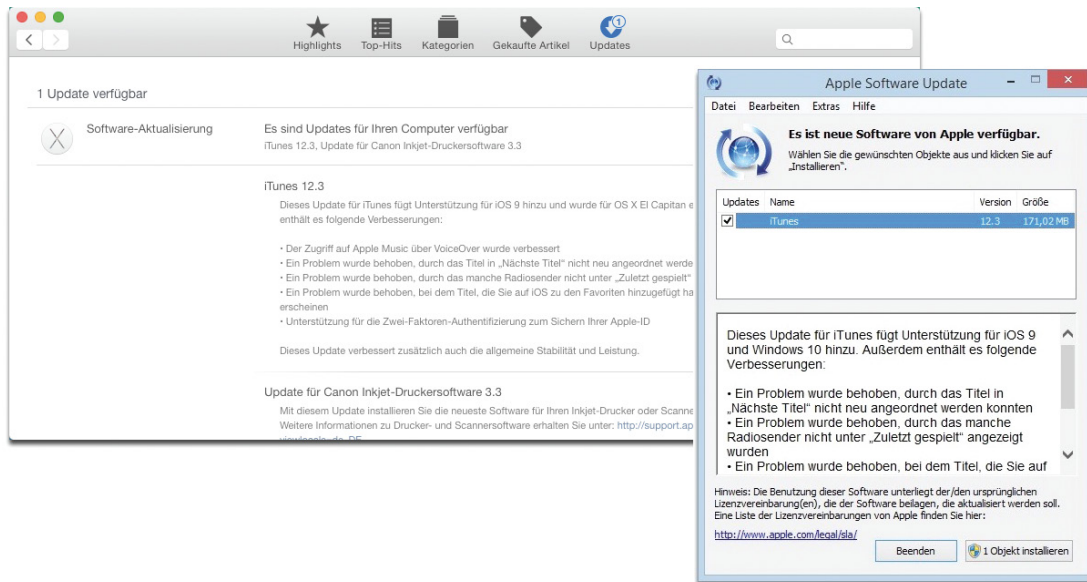 Highlights Top-Hits Kategorien Gekaufte Artikel Updates
1
1 Update verfügbar
Software-Aktualisierung
Es sind Updates für Ihren Computer verfügbar
iTunes 12.3, Update für Canon Inkjet-Druckersoftware 3.3
iTunes 12.3
Dieses Update für iTunes fügt Unterstützung für iOS 9 hinzu und wurde für OS X El Capitan
enthält es folgende Verbesserungen:
• Der Zugriff auf Apple Music über VoiceOver wurde verbessert
• Ein Problem wurde behoben, durch das Titel in „Nächste Titel“ nicht neu angeordnet
• Ein Problem wurde behoben, durch das manche Radiosender nicht unter „Zuletzt gespielt“
• Ein Problem wurde behoben, bei dem Titel, die Sie auf iOS zu den Favoriten hinzugefügt
erscheinen
• Unterstützung für die Zwei-Faktoren-Authentifizierung zum Sichern Ihrer Apple-ID
Dieses Update verbessert zusätzlich auch die allgemeine Stabilität und Leistung.
Update für Canon Inkjet-Druckersoftware 3.3
Mit diesem Update installieren Sie die neueste Software für Ihren Inkjet-Drucker oder
Weitere Informationen zu Drucker- und Scannersoftware erhalten Sie unter: http://support.ap
Apple Software Update
Datei Bearbeiten Extras Hilfe
Es ist neue Software von Apple verfügbar.
Wählen Sie die gewünschten Objekte aus und klicken Sie auf
„Installieren“.
Updates Name Version Größe
iTunes 12.3 171,02 MB
Dieses Update für iTunes fügt Unterstützung für iOS 9
und Windows 10 hinzu. Außerdem enthält es folgende
Verbesserungen:
• Ein Problem wurde behoben, durch das Titel in
„Nächste Titel“ nicht neu angeordnet werden konnten
• Ein Problem wurde behoben, durch das manche
Radiosender nicht unter „Zuletzt gespielt“ angezeigt
wurden
• Ein Problem wurde behoben, bei dem Titel, die Sie auf
Hinweis: Die Benutzung dieser Software unterliegt der/den ursprünglichen
Lizenzvereinbarung(en), die der Software beilagen, die aktualisiert werden soll.
Eine Liste der Lizenzvereinbarungen von Apple finden Sie hier:
http://www.apple.com/legal/sla/
Beenden
1 Objekt installieren